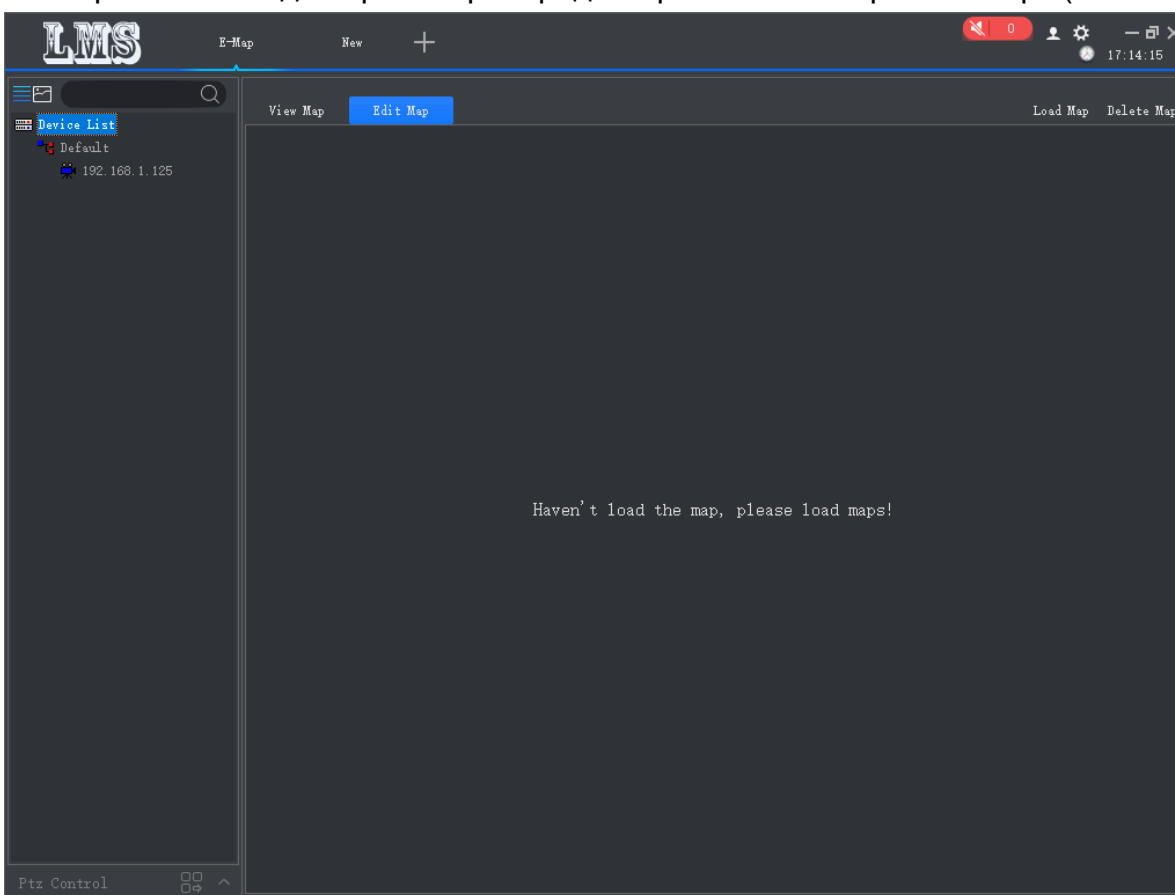 LMS E-Map New 0
17:14:15
View Map Edit Map Load Map Delete Map
Device List
Default
192.168.1.125
Haven't load the map, please load maps!
Ptz Control